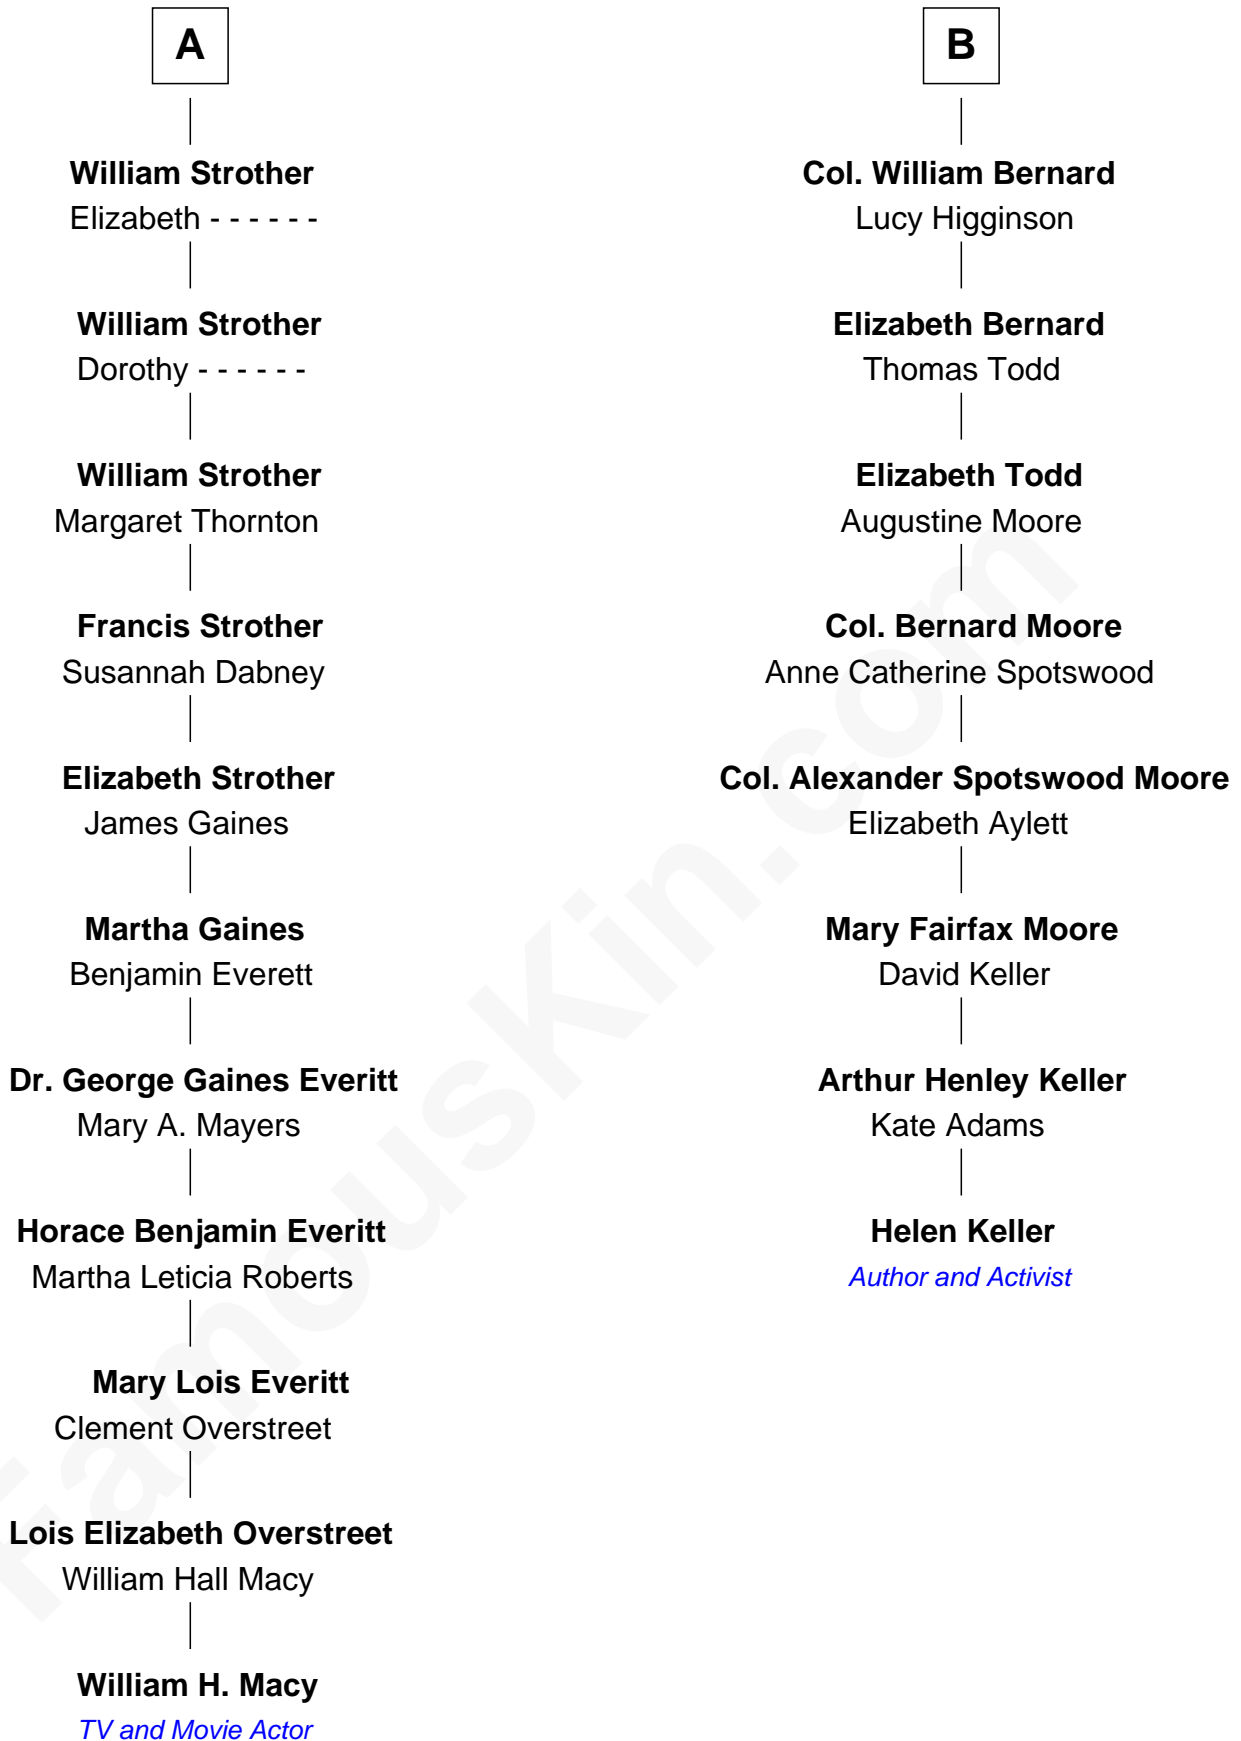 A
William Strother
Elizabeth - - - - - -
William Strother
Dorothy - - - - - -
William Strother
Margaret Thornton
Francis Strother
Susannah Dabney
Elizabeth Strother
James Gaines
Martha Gaines
Benjamin Everett
Dr. George Gaines Everitt
Mary A. Mayers
Horace Benjamin Everitt
Martha Leticia Roberts
Mary Lois Everitt
Clement Overstreet
Lois Elizabeth Overstreet
William Hall Macy
William H. Macy
TV and Movie Actor
B
Col. William Bernard
Lucy Higginson
Elizabeth Bernard
Thomas Todd
Elizabeth Todd
Augustine Moore
Col. Bernard Moore
Anne Catherine Spotswood
Col. Alexander Spotswood Moore
Elizabeth Aylett
Mary Fairfax Moore
David Keller
Arthur Henley Keller
Kate Adams
Helen Keller
Author and Activist
FamousKin.com